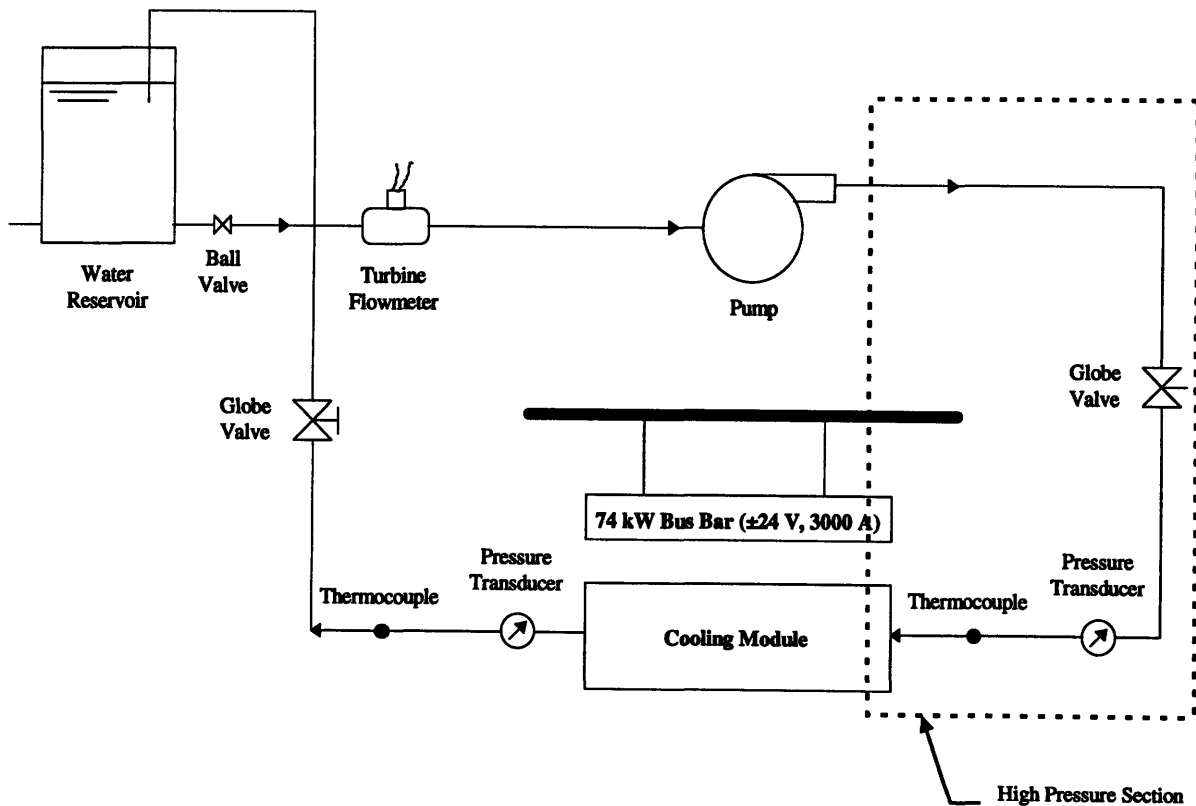 Water
Reservoir
Ball
Valve
Turbine
Flowmeter
Pump
Globe
Valve
Globe
Valve
74 kW Bus Bar (±24 V, 3000 A)
Pressure
Transducer
Thermocouple
Cooling Module
Thermocouple
Pressure
Transducer
High Pressure Section